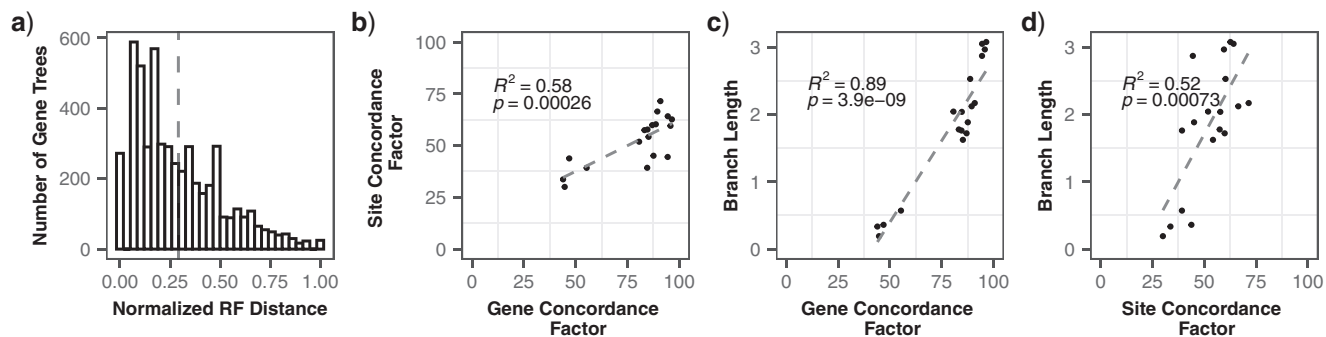 a)
Number of Gene Trees
600
400
200
0
0.00 0.25 0.50 0.75 1.00
Normalized RF Distance
b)
Site Concordance
Factor
100
75
50
25
0
R² = 0.58
p = 0.00026
0 25 50 75 100
Gene Concordance
Factor
c)
Branch Length
3
2
1
0
R² = 0.89
p = 3.9e−09
0 25 50 75 100
Gene Concordance
Factor
d)
Branch Length
3
2
1
0
R² = 0.52
p = 0.00073
0 25 50 75 100
Site Concordance
Factor